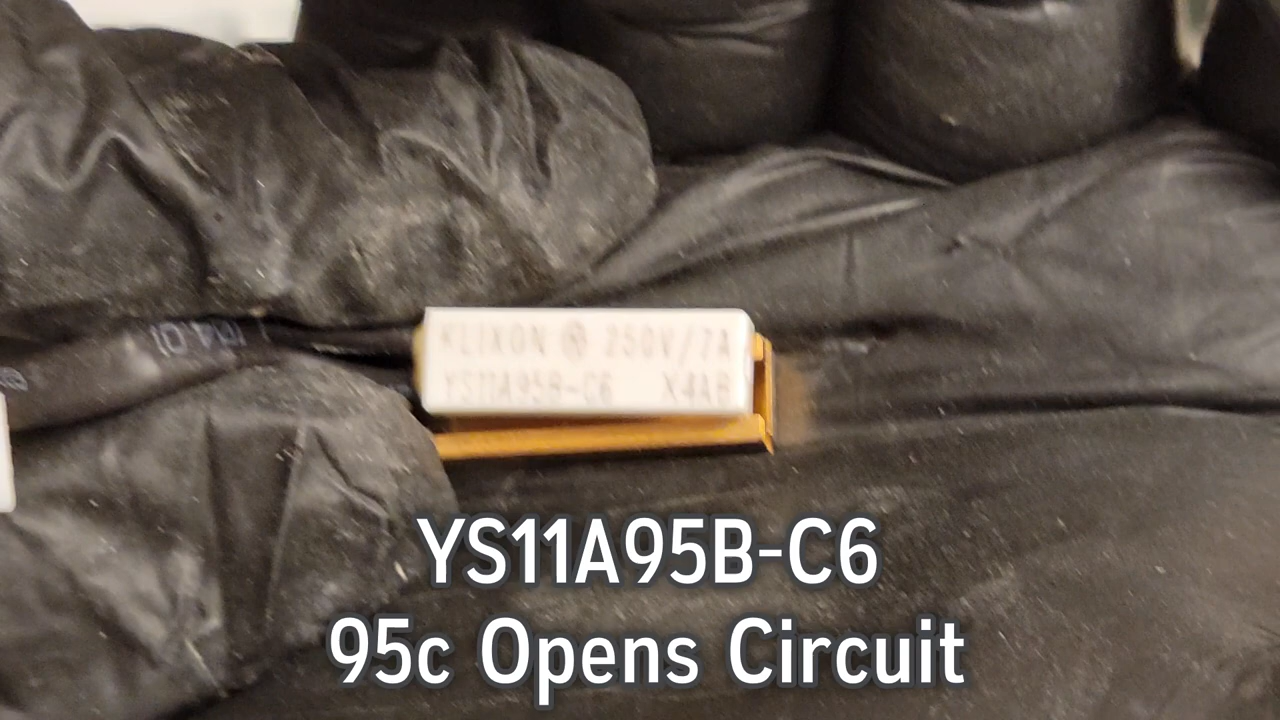 KLIXON 250V/7A
YS11A95B-C6 X4AB
YS11A95B-C6
95c Opens Circuit